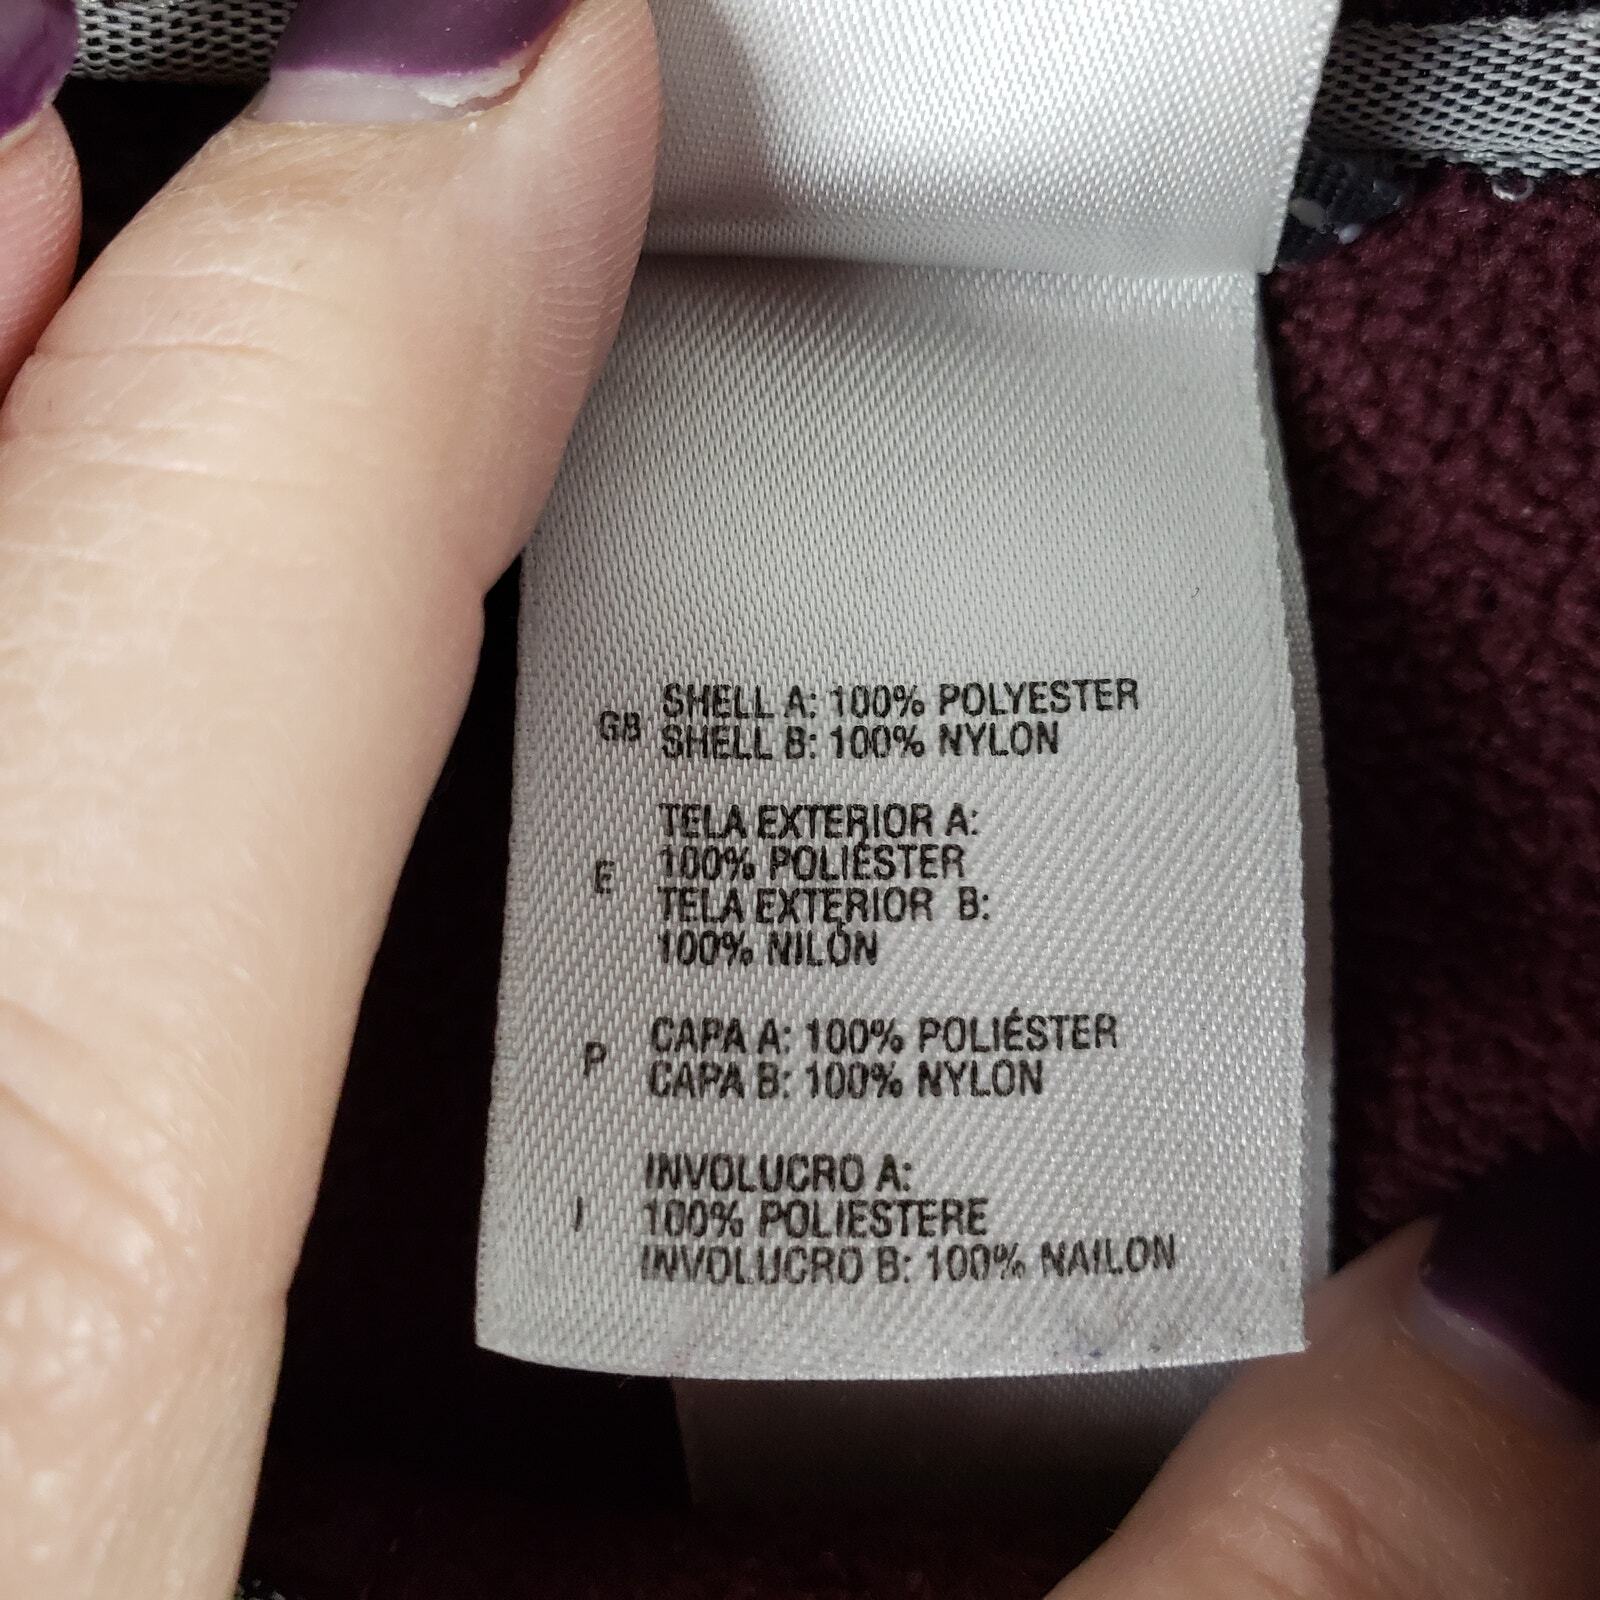 GB SHELL A: 100% POLYESTER
SHELL B: 100% NYLON
TELA EXTERIOR A:
E 100% POLIÉSTER
TELA EXTERIOR B:
100% NILÓN
P CAPA A: 100% POLIÉSTER
CAPA B: 100% NYLON
INVOLUCRO A:
I 100% POLIESTERE
INVOLUCRO B: 100% NAILON